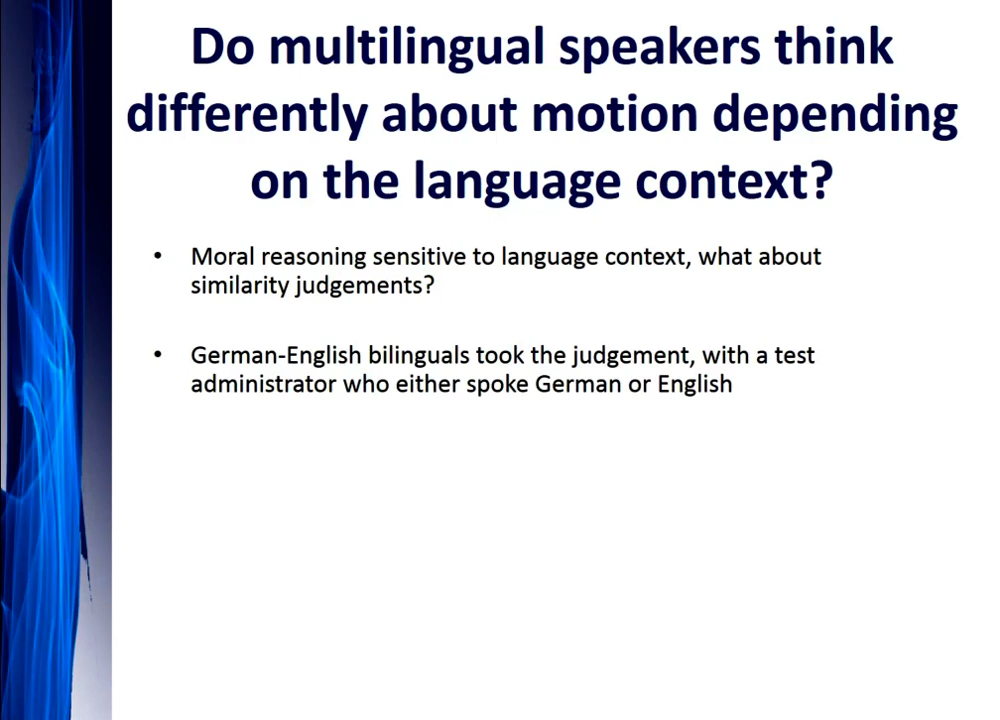 Do multilingual speakers think
differently about motion depending
on the language context?
• Moral reasoning sensitive to language context, what about
similarity judgements?
• German-English bilinguals took the judgement, with a test
administrator who either spoke German or English